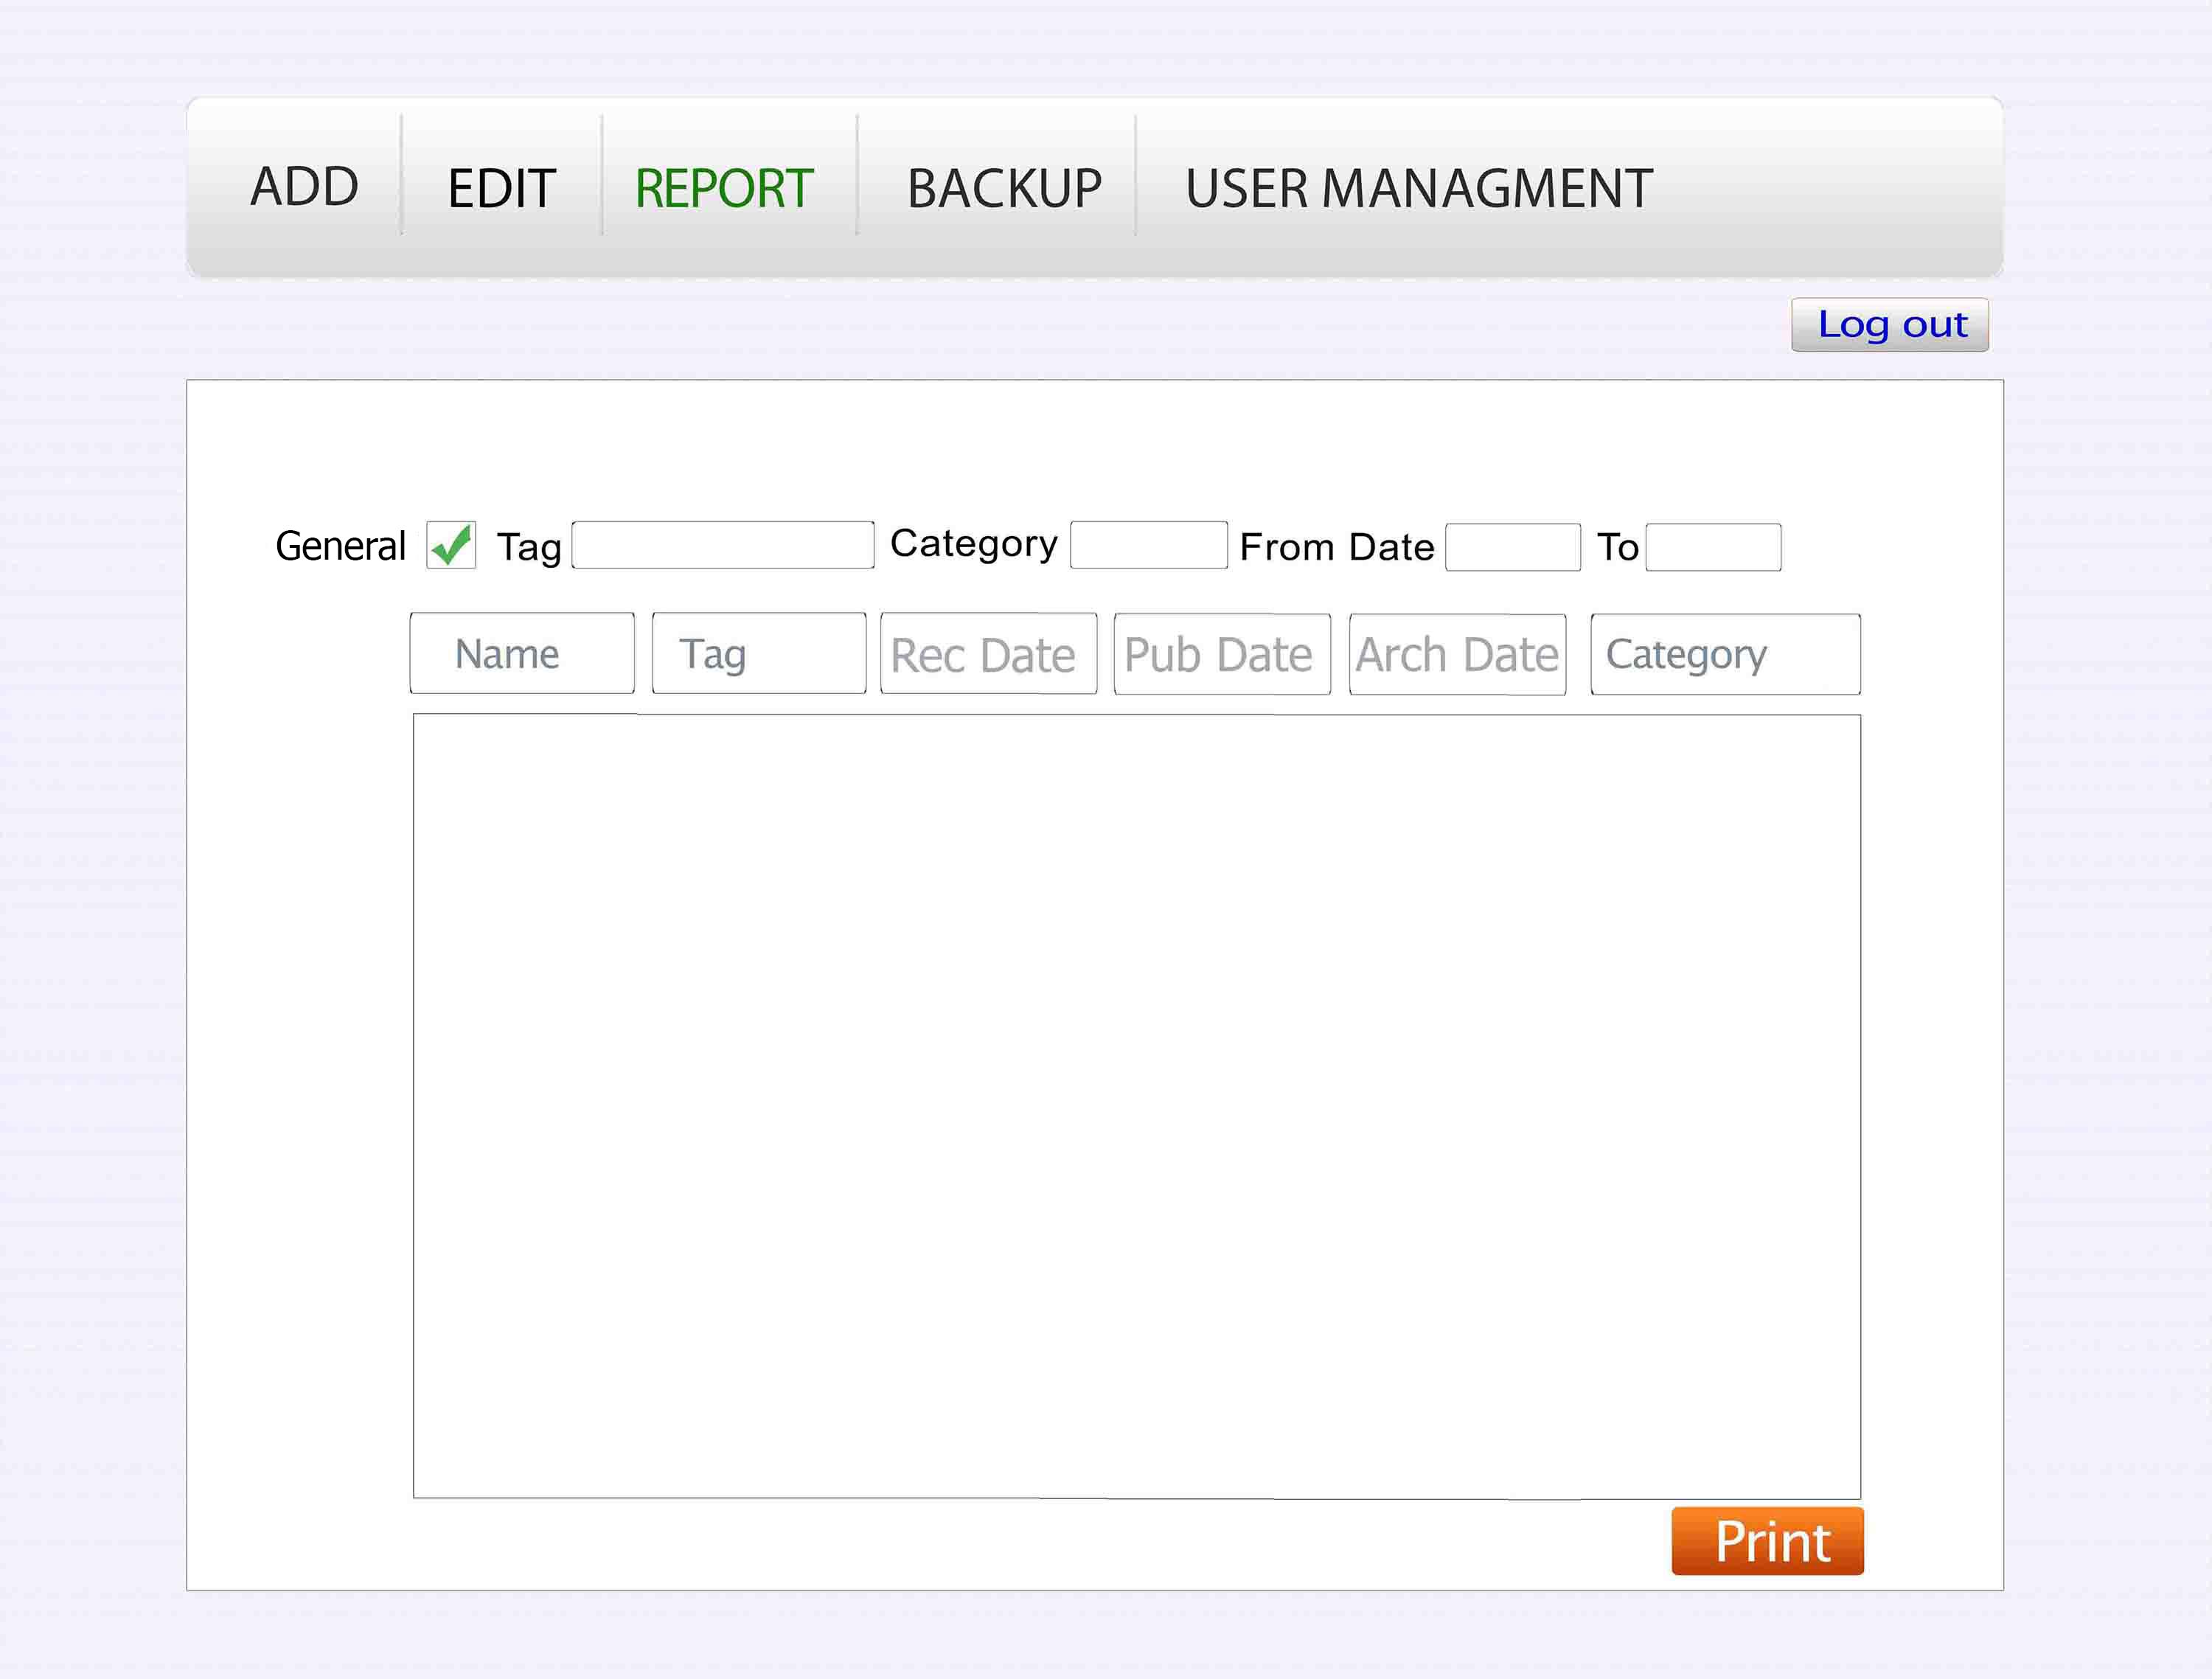 ADD EDIT REPORT BACKUP USER MANAGMENT
Log out
General Tag Category From Date To
Name Tag Rec Date Pub Date Arch Date Category
Print